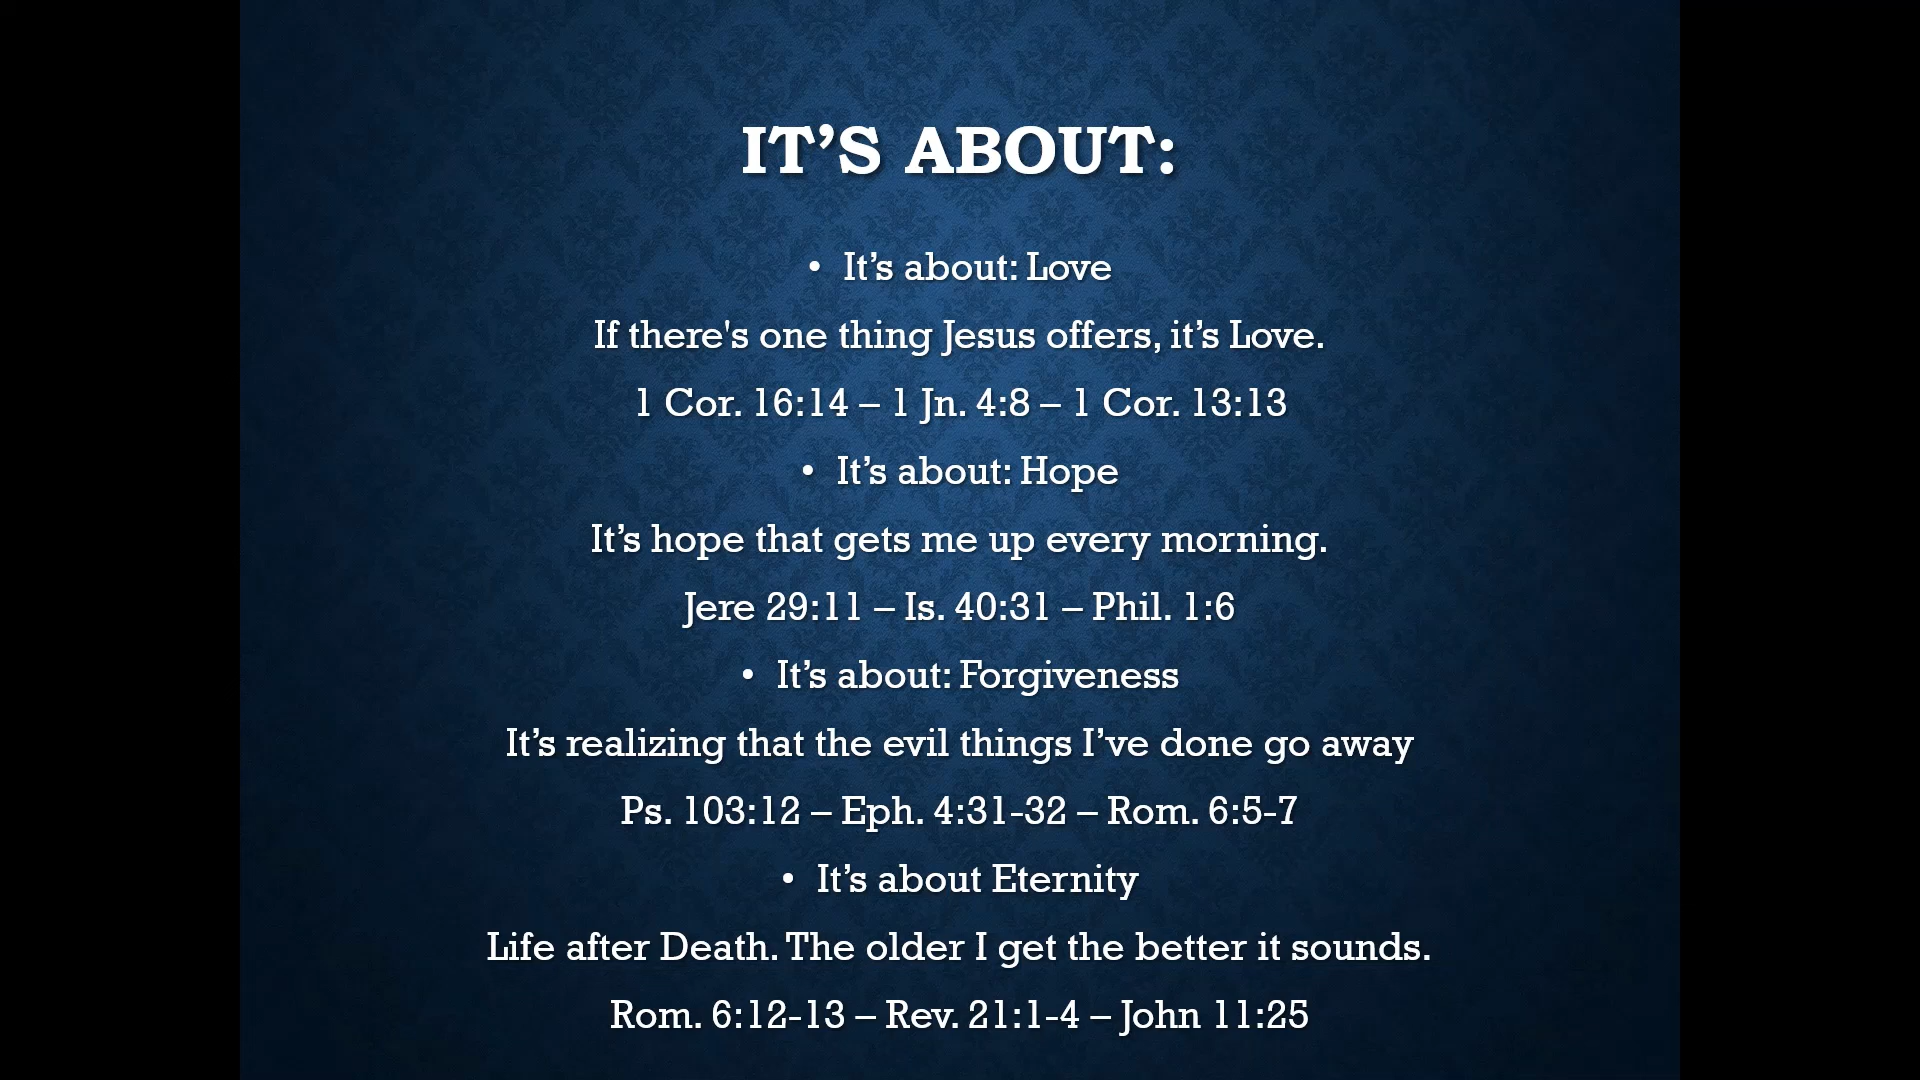 IT’S ABOUT:
• It’s about: Love
If there's one thing Jesus offers, it’s Love.
1 Cor. 16:14 – 1 Jn. 4:8 – 1 Cor. 13:13
• It’s about: Hope
It’s hope that gets me up every morning.
Jere 29:11 – Is. 40:31 – Phil. 1:6
• It’s about: Forgiveness
It’s realizing that the evil things I’ve done go away
Ps. 103:12 – Eph. 4:31-32 – Rom. 6:5-7
• It’s about Eternity
Life after Death. The older I get the better it sounds.
Rom. 6:12-13 – Rev. 21:1-4 – John 11:25